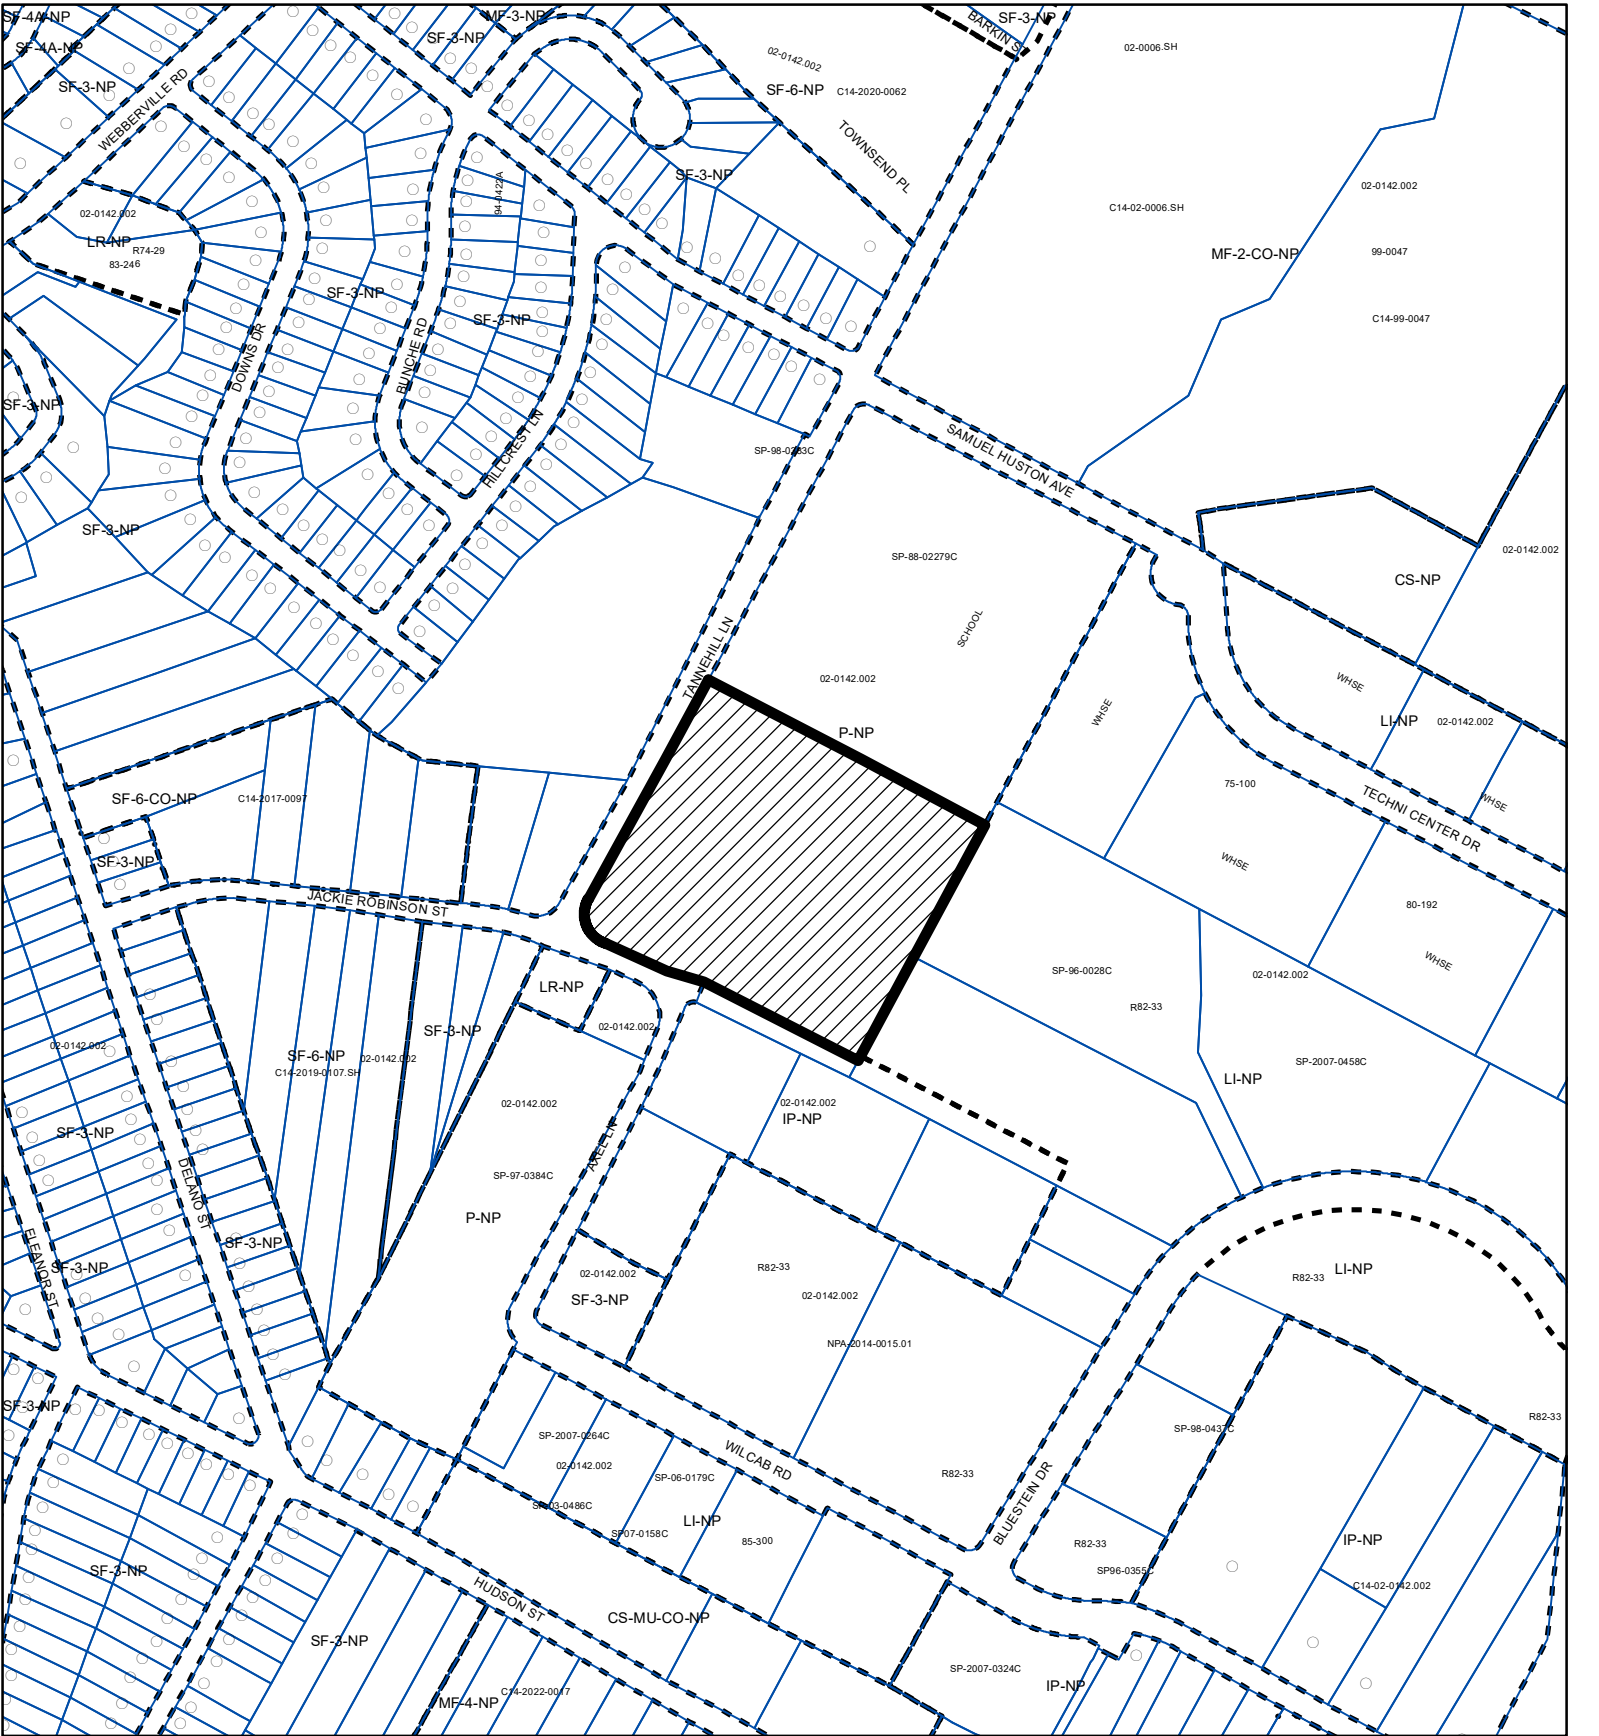 SF-4A-NP
MF-3-NP
SF-3-NP
BARKIN S
SF-3-NP
SF-4A-NP
02-0142.002
02-0006.SH
SF-3-NP
WEBBERVILLE RD
SF-6-NP
C14-2020-0062
TOWNSEND PL
SF-3-NP
94-0422A
02-0142.002
02-0142.002
C14-02-0006.SH
LR-NP
R74-29
83-246
MF-2-CO-NP
99-0047
SF-3-NP
SF-3-NP
C14-99-0047
DOWNS DR
BUNCHE RD
SF-3-NP
HILLCREST LN
SP-98-0233C
SAMUEL HUSTON AVE
SF-3-NP
SP-88-02279C
02-0142.002
CS-NP
SCHOOL
TANNEHILL LN
02-0142.002
WHSE
WHSE
LI-NP
02-0142.002
P-NP
75-100
SF-6-CO-NP
C14-2017-0097
WHSE
TECHNI CENTER DR
SF-3-NP
WHSE
JACKIE ROBINSON ST
80-192
WHSE
LR-NP
SP-96-0028C
02-0142.002
R82-33
02-0142.002
SF-3-NP
02-0142.002
SF-6-NP
02-0142.002
C14-2019-0107.SH
SP-2007-0458C
LI-NP
02-0142.002
02-0142.002
IP-NP
SF-3-NP
AXEL LN
SP-97-0384C
DELANO ST
P-NP
SF-3-NP
ELEANOR ST
SF-3-NP
02-0142.002
SF-3-NP
R82-33
02-0142.002
R82-33
LI-NP
NPA-2014-0015.01
SF-3-NP
SP-98-0437C
R82-33
SP-2007-0264C
02-0142.002
WILCAB RD
SP-06-0179C
R82-33
SP-03-0486C
BLUESTEIN DR
LI-NP
SP07-0158C
85-300
R82-33
IP-NP
SF-3-NP
SP96-0355C
C14-02-0142.002
HUDSON ST
CS-MU-CO-NP
SF-3-NP
SP-2007-0324C
IP-NP
C14-2022-0017
MF-4-NP